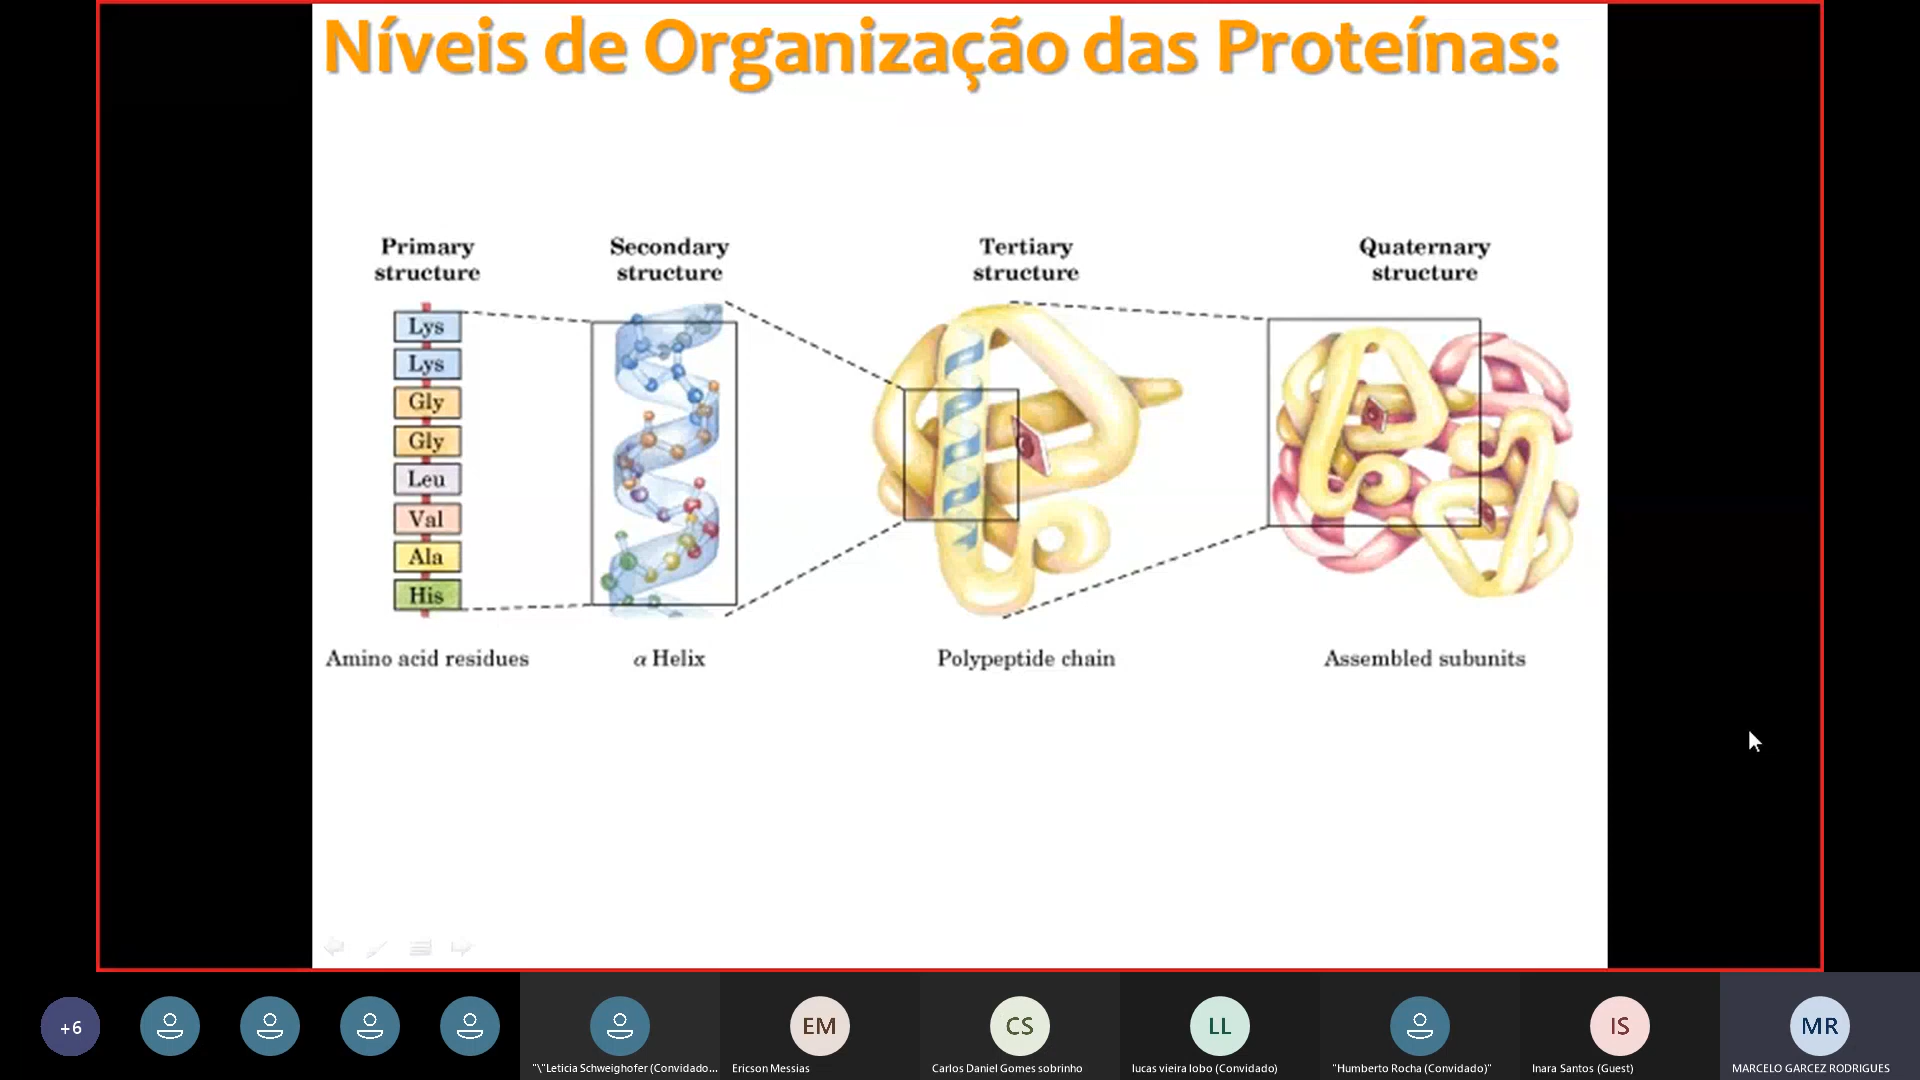 Níveis de Organização das Proteínas:
Primary
structure
Secondary
structure
Tertiary
structure
Quaternary
structure
Lys
Lys
Gly
Gly
Leu
Val
Ala
His
Amino acid residues
α Helix
Polypeptide chain
Assembled subunits
+6
EM
CS
LL
IS
MR
"\"Leticia Schweighofer (Convidado...
Ericson Messias
Carlos Daniel Gomes sobrinho
lucas vieira lobo (Convidado)
"Humberto Rocha (Convidado)"
Inara Santos (Guest)
MARCELO GARCEZ RODRIGUES